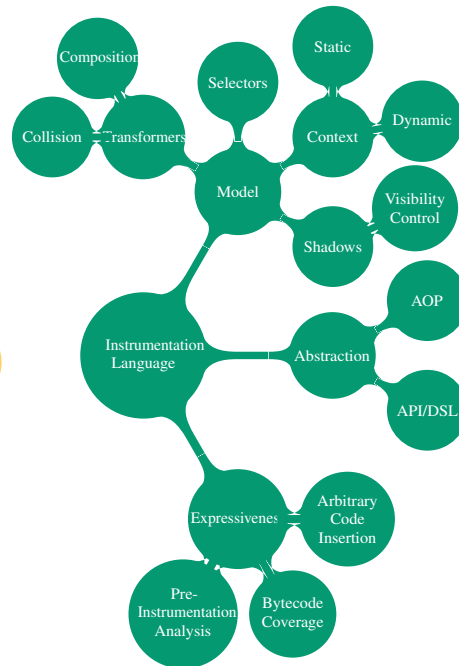 Static
Composition
Selectors
Dynamic
Collision
Transformers
Context
Model
Visibility
Control
Shadows
AOP
Instrumentation
Language
Abstraction
API/DSL
Arbitrary
Code
Insertion
Expressivenes
Pre-
Instrumentation
Analysis
Bytecode
Coverage